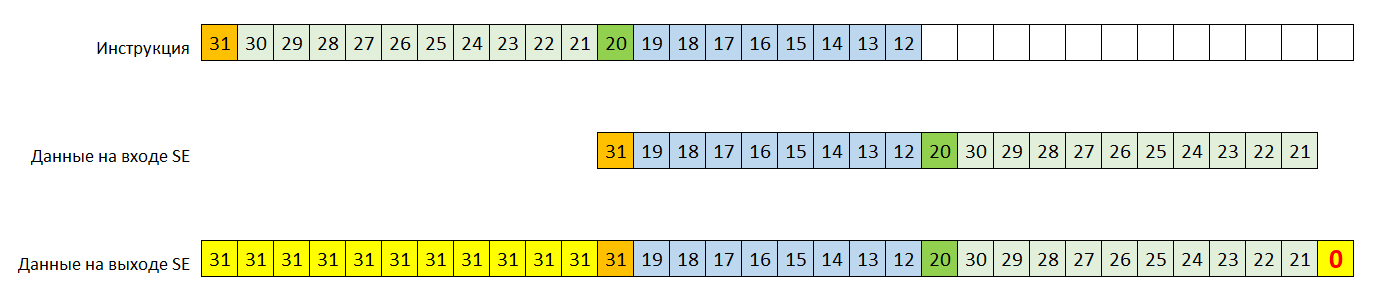 Инструкция 31 30 29 28 27 26 25 24 23 22 21 20 19 18 17 16 15 14 13 12
Данные на входе SE 31 19 18 17 16 15 14 13 12 20 30 29 28 27 26 25 24 23 22 21
Данные на выходе SE 31 31 31 31 31 31 31 31 31 31 31 31 19 18 17 16 15 14 13 12 20 30 29 28 27 26 25 24 23 22 21 0